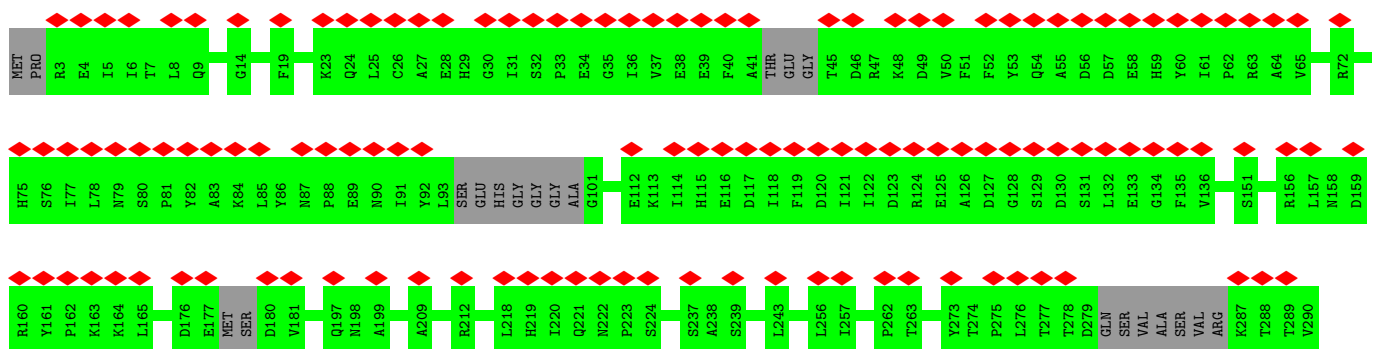 MET PRO R3 E4 I5 I6 T7 L8 Q9 G14 F19 K23 Q24 L25 C26 A27 E28 H29 G30 I31 S32 P33 E34 G35 I36 V37 E38 E39 F40 A41 THR GLU GLY T45 D46 R47 K48 D49 V50 F51 F52 Y53 Q54 A55 D56 D57 E58 H59 Y60 I61 P62 R63 A64 V65 R72
H75 S76 I77 L78 N79 S80 P81 Y82 A83 K84 L85 Y86 N87 P88 E89 N90 I91 Y92 L93 SER GLU HIS GLY GLY GLY ALA G101 E112 K113 I114 H115 E116 D117 I118 F119 D120 I121 I122 D123 R124 E125 A126 D127 G128 S129 D130 S131 L132 E133 G134 F135 V136 S151 R156 L157 N158 D159
R160 Y161 P162 K163 K164 L165 D176 E177 MET SER D180 V181 Q197 N198 A199 A209 R212 L218 H219 I220 Q221 N222 P223 S224 S237 A238 S239 L243 L256 I257 P262 T263 Y273 T274 P275 L276 T277 T278 D279 GLN SER VAL ALA SER VAL ARG K287 T288 T289 V290